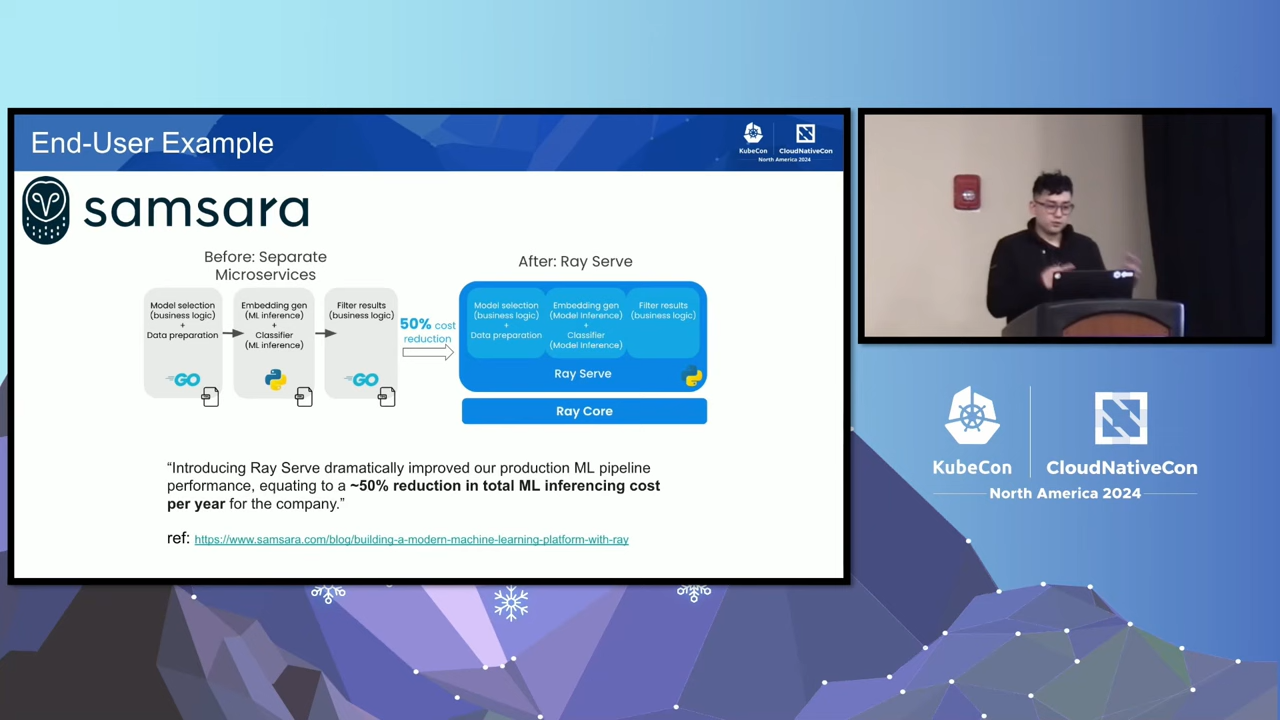 End-User Example
KubeCon
CloudNativeCon
North America 2024
samsara
Before: Separate
Microservices
Model selection
(business logic)
+
Data preparation
GO
Embedding gen
(ML inference)
+
Classifier
(ML inference)
Filter results
(business logic)
GO
50% cost
reduction
After: Ray Serve
Model selection
(business logic)
+
Data preparation
Embedding gen
(Model Inference)
+
Classifier
(Model Inference)
Filter results
(business logic)
Ray Serve
Ray Core
“Introducing Ray Serve dramatically improved our production ML pipeline
performance, equating to a ~50% reduction in total ML inferencing cost
per year for the company.”
ref: https://www.samsara.com/blog/building-a-modern-machine-learning-platform-with-ray
KubeCon
CloudNativeCon
North America 2024